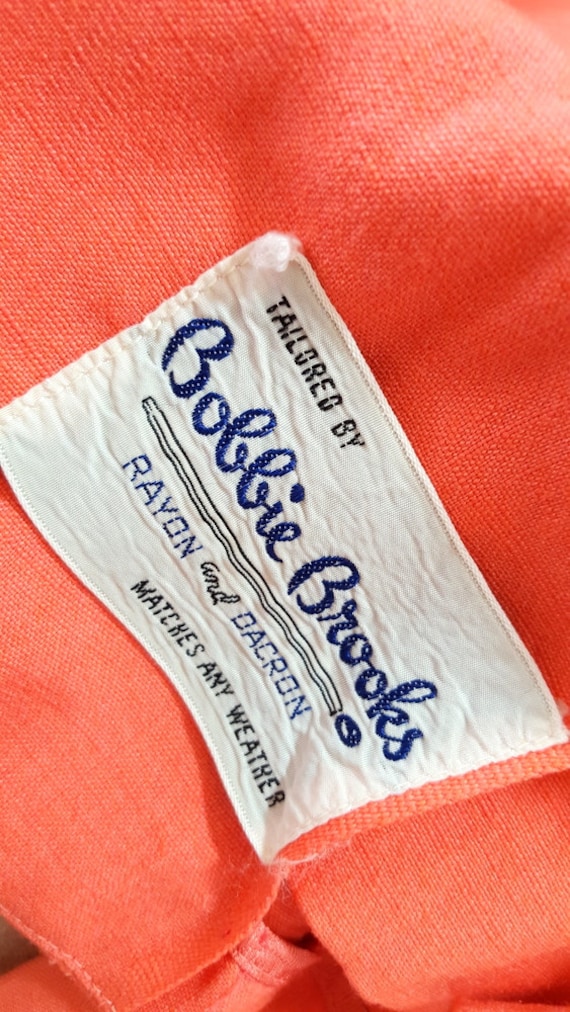 TAILORED BY
Bobbie Brooks
RAYON and DACRON
MATCHES ANY WEATHER